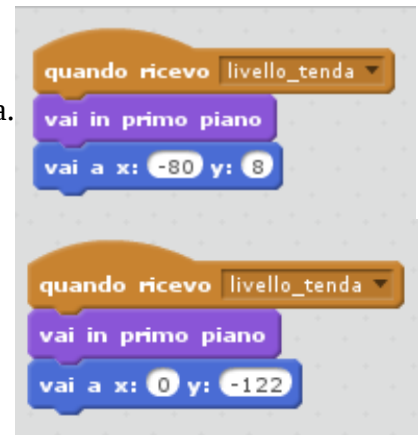 quando ricevo livello_tenda
a.
vai in primo piano
vai a x: -80 y: 8
quando ricevo livello_tenda
vai in primo piano
vai a x: 0 y: -122